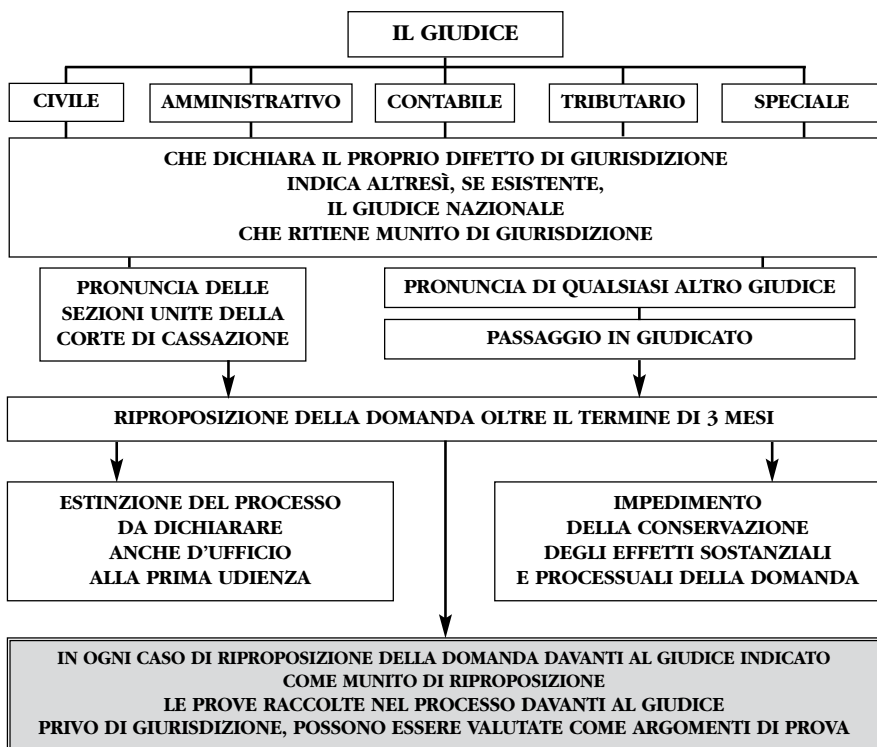 IL GIUDICE
CIVILE
AMMINISTRATIVO
CONTABILE
TRIBUTARIO
SPECIALE
CHE DICHIARA IL PROPRIO DIFETTO DI GIURISDIZIONE
INDICA ALTRESÌ, SE ESISTENTE,
IL GIUDICE NAZIONALE
CHE RITIENE MUNITO DI GIURISDIZIONE
PRONUNCIA DELLE
SEZIONI UNITE DELLA
CORTE DI CASSAZIONE
PRONUNCIA DI QUALSIASI ALTRO GIUDICE
PASSAGGIO IN GIUDICATO
RIPROPOSIZIONE DELLA DOMANDA OLTRE IL TERMINE DI 3 MESI
ESTINZIONE DEL PROCESSO
DA DICHIARARE
ANCHE D'UFFICIO
ALLA PRIMA UDIENZA
IMPEDIMENTO
DELLA CONSERVAZIONE
DEGLI EFFETTI SOSTANZIALI
E PROCESSUALI DELLA DOMANDA
IN OGNI CASO DI RIPROPOSIZIONE DELLA DOMANDA DAVANTI AL GIUDICE INDICATO
COME MUNITO DI RIPROPOSIZIONE
LE PROVE RACCOLTE NEL PROCESSO DAVANTI AL GIUDICE
PRIVO DI GIURISDIZIONE, POSSONO ESSERE VALUTATE COME ARGOMENTI DI PROVA